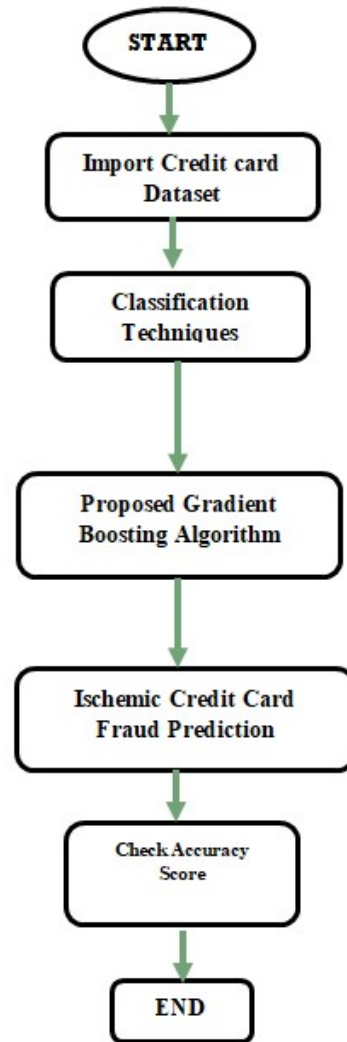 START
Import Credit card
Dataset
Classification
Techniques
Proposed Gradient
Boosting Algorithm
Ischemic Credit Card
Fraud Prediction
Check Accuracy
Score
END